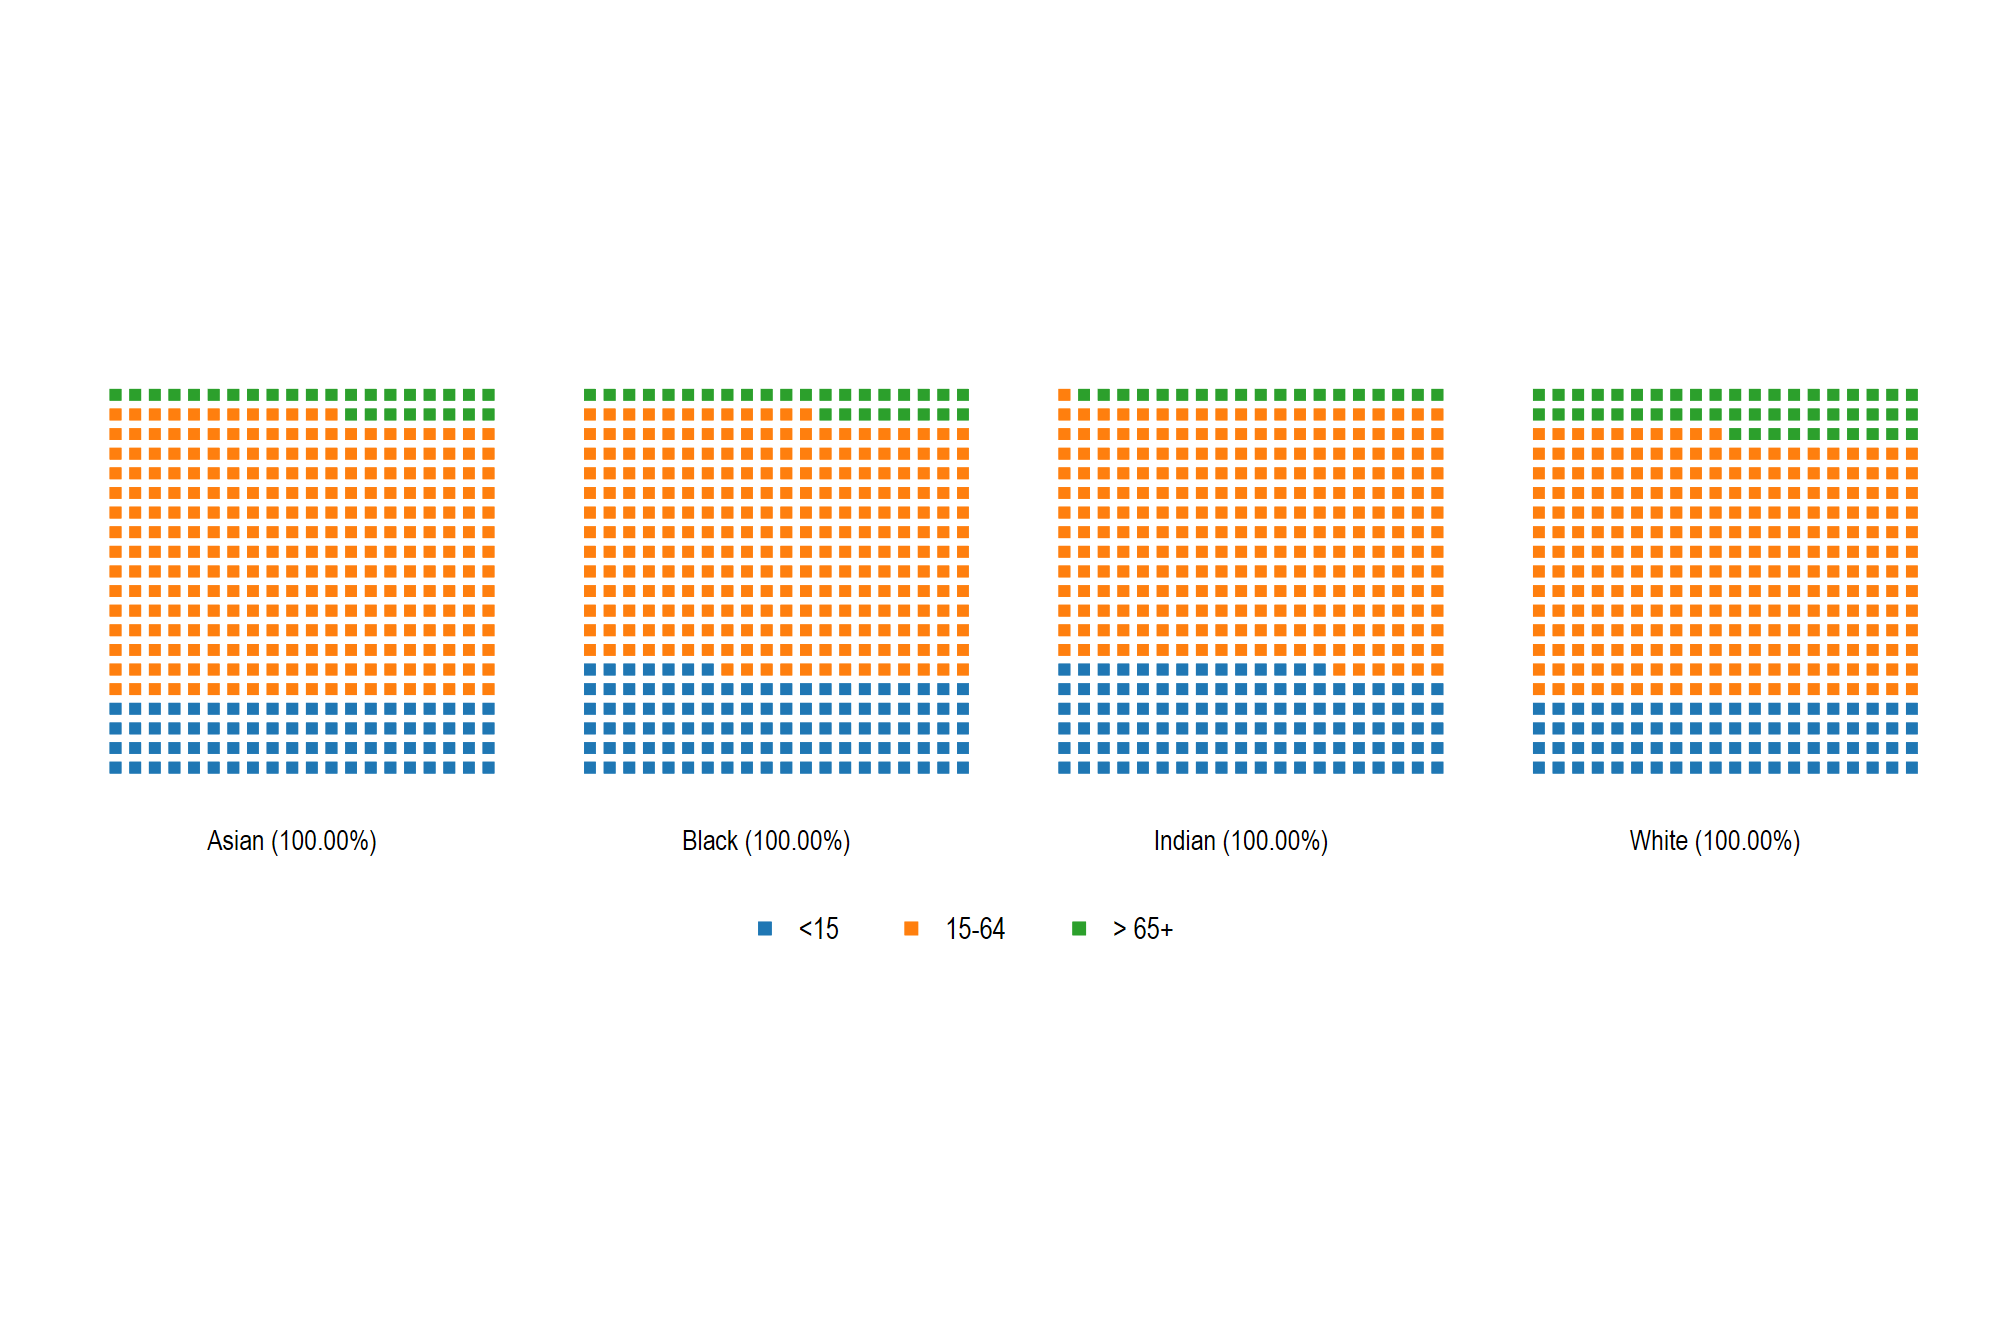 Asian (100.00%)
Black (100.00%)
Indian (100.00%)
White (100.00%)
<15
15-64
> 65+